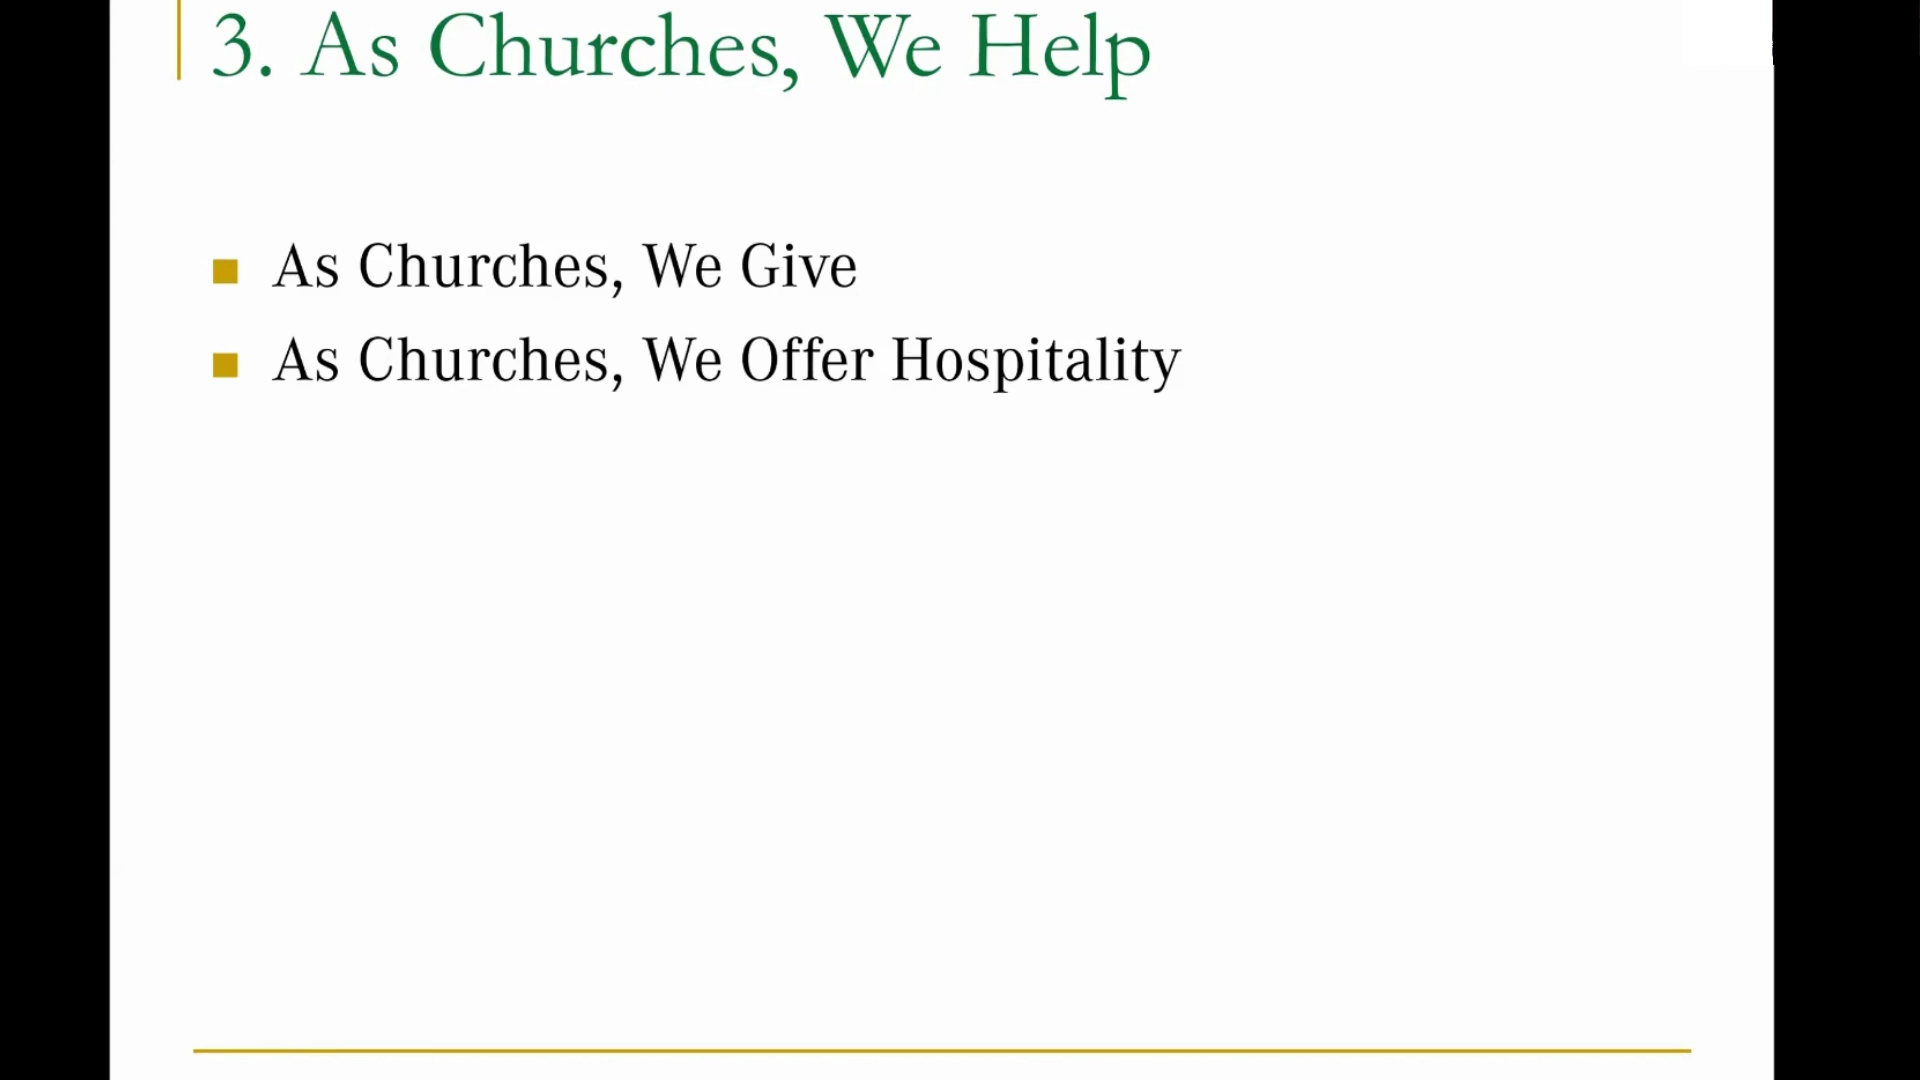 3. As Churches, We Help
As Churches, We Give
As Churches, We Offer Hospitality